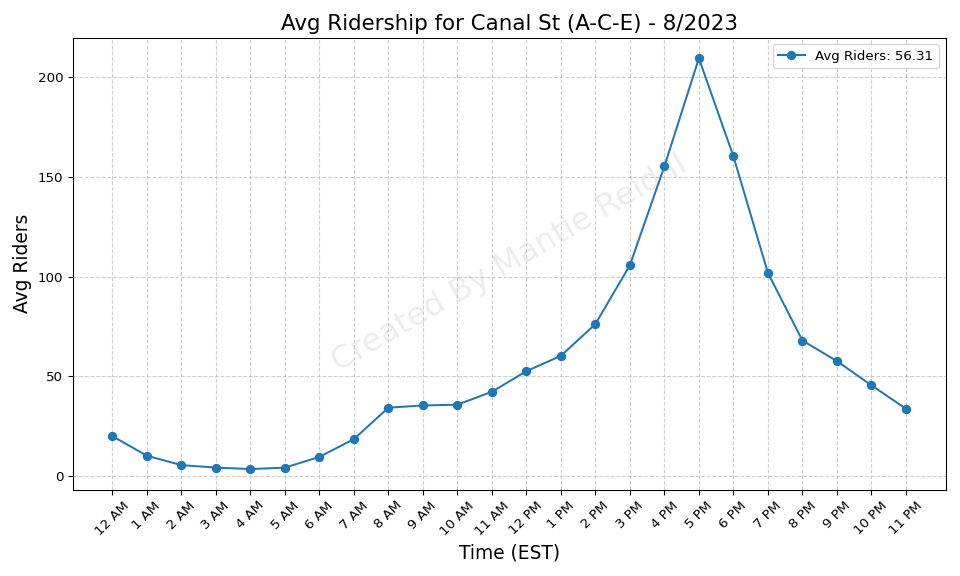 Avg Ridership for Canal St (A-C-E) - 8/2023
Avg Riders: 56.31
Avg Riders
200
150
100
50
0
Created By Mantle Reidall
12 AM
1 AM
2 AM
3 AM
4 AM
5 AM
6 AM
7 AM
8 AM
9 AM
10 AM
11 AM
12 PM
1 PM
2 PM
3 PM
4 PM
5 PM
6 PM
7 PM
8 PM
9 PM
10 PM
11 PM
Time (EST)